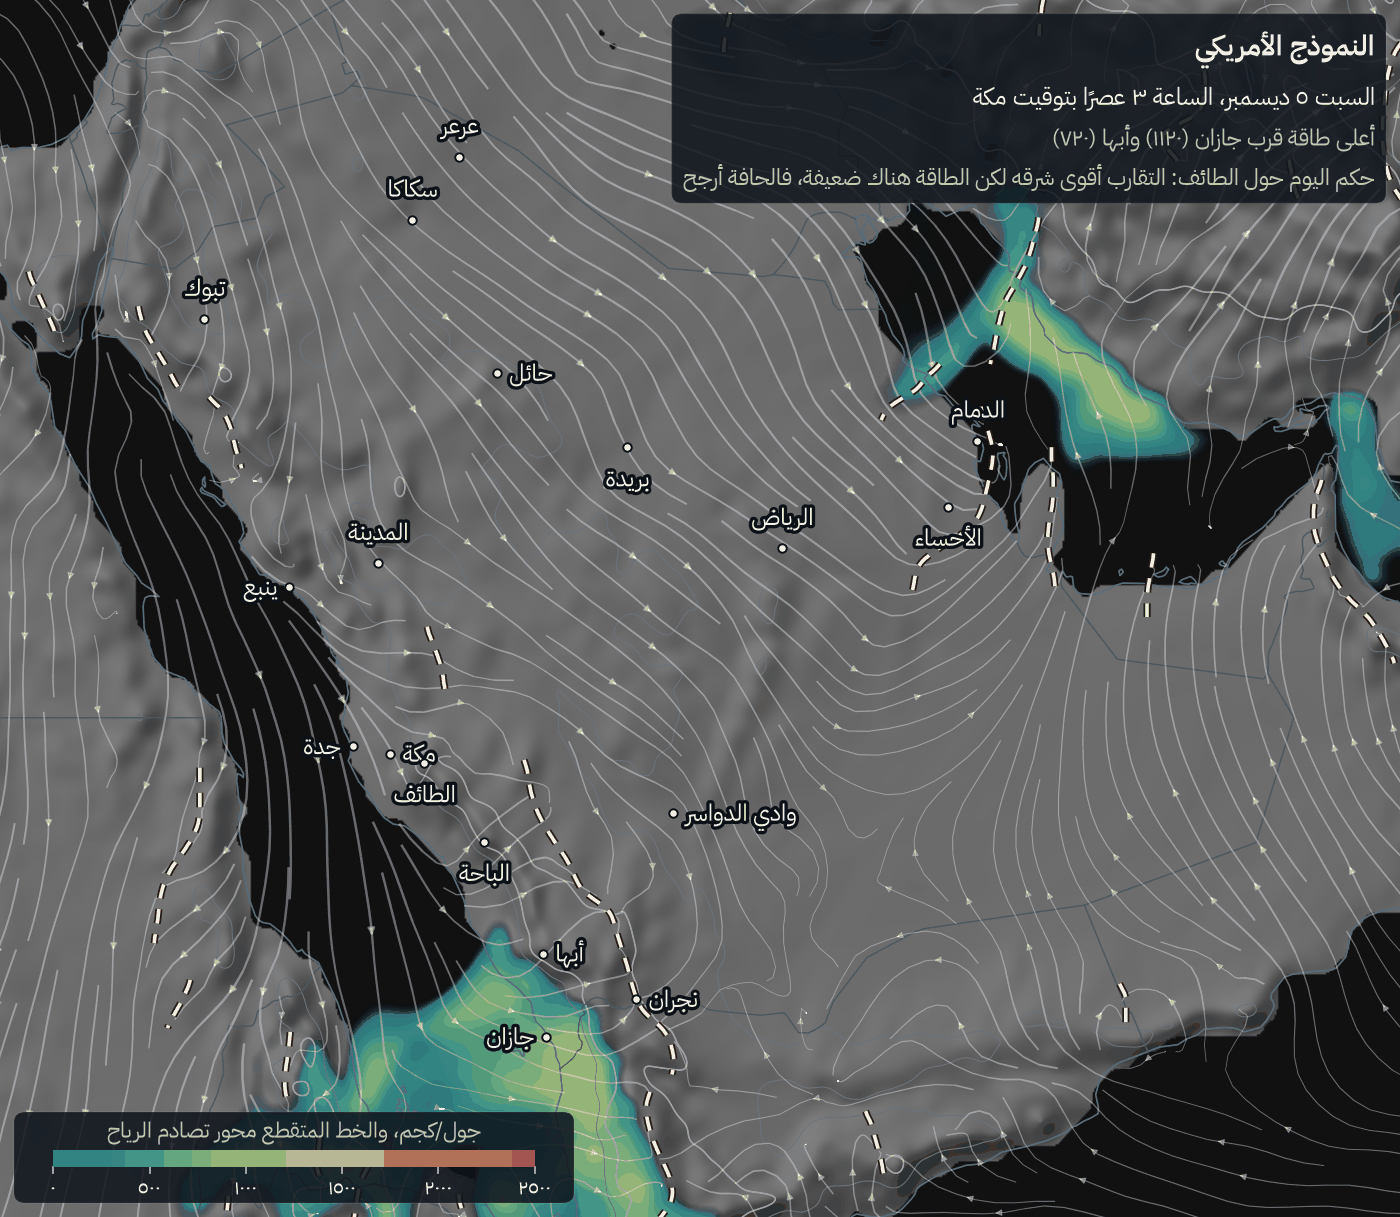 النموذج الأمريكي
السبت ٥ ديسمبر، الساعة ٣ عصرًا بتوقيت مكة
أعلى طاقة قرب جازان (١١٢٠) وأبها (٧٢٠)
حكم اليوم حول الطائف: التقارب أقوى شرقه لكن الطاقة هناك ضعيفة، فالحافة أرجح
عرعر
سكاكا
تبوك
حائل
الدمام
بريدة
الرياض
الأحساء
المدينة
ينبع
جدة
مكة
الطائف
وادي الدواسر
الباحة
أبها
نجران
جازان
جول/كجم، والخط المتقطع محور تصادم الرياح
٠ ٥٠٠ ١٠٠٠ ١٥٠٠ ٢٠٠٠ ٢٥٠٠